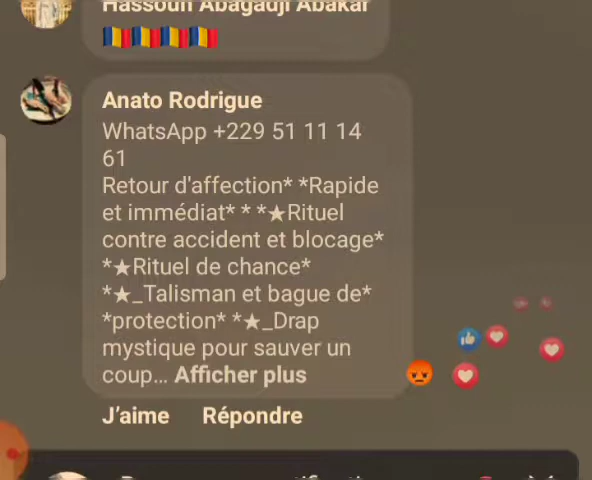 Hassoun Abagadji Abakar
🇹🇩🇹🇩🇹🇩🇹🇩
Anato Rodrigue
WhatsApp +229 51 11 14
61
Retour d'affection* *Rapide
et immédiat* * *★Rituel
contre accident et blocage*
*★Rituel de chance*
*★_Talisman et bague de*
*protection* *★_Drap
mystique pour sauver un
coup... Afficher plus
J'aime Répondre